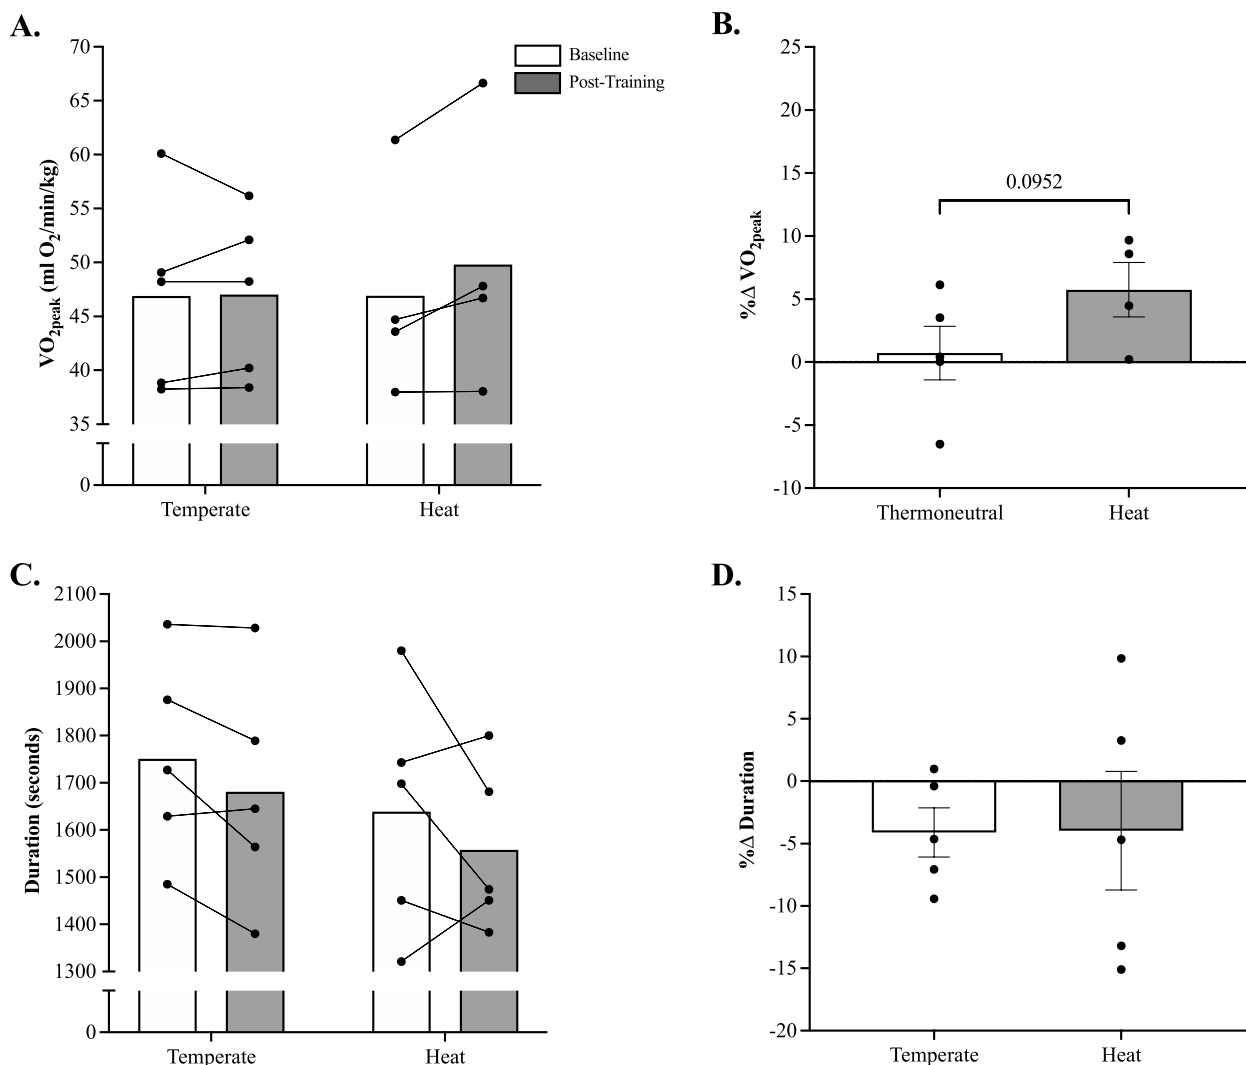 A.
70
65
60
55
50
45
40
35
0
VO2peak (ml O2/min/kg)
Baseline
Post-Training
Temperate
Heat
B.
25
20
15
10
5
0
-5
-10
%Δ VO2peak
0.0952
Thermoneutral
Heat
C.
2100
2000
1900
1800
1700
1600
1500
1400
1300
0
Duration (seconds)
Temperate
Heat
D.
15
10
5
0
-5
-10
-15
-20
%Δ Duration
Temperate
Heat